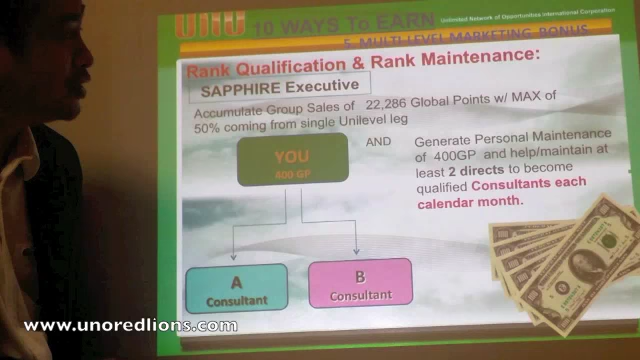 UNO 10 WAYS To EARN Unlimited Network of Opportunities International Corporation
5. MULTI-LEVEL MARKETING BONUS
Rank Qualification & Rank Maintenance:
SAPPHIRE Executive
Accumulate Group Sales of 22,286 Global Points w/ MAX of
50% coming from single Unilevel leg
YOU
400 GP
AND
Generate Personal Maintenance
of 400GP and help/maintain at
least 2 directs to become
qualified Consultants each
calendar month.
A
Consultant
B
Consultant
www.unoredlions.com